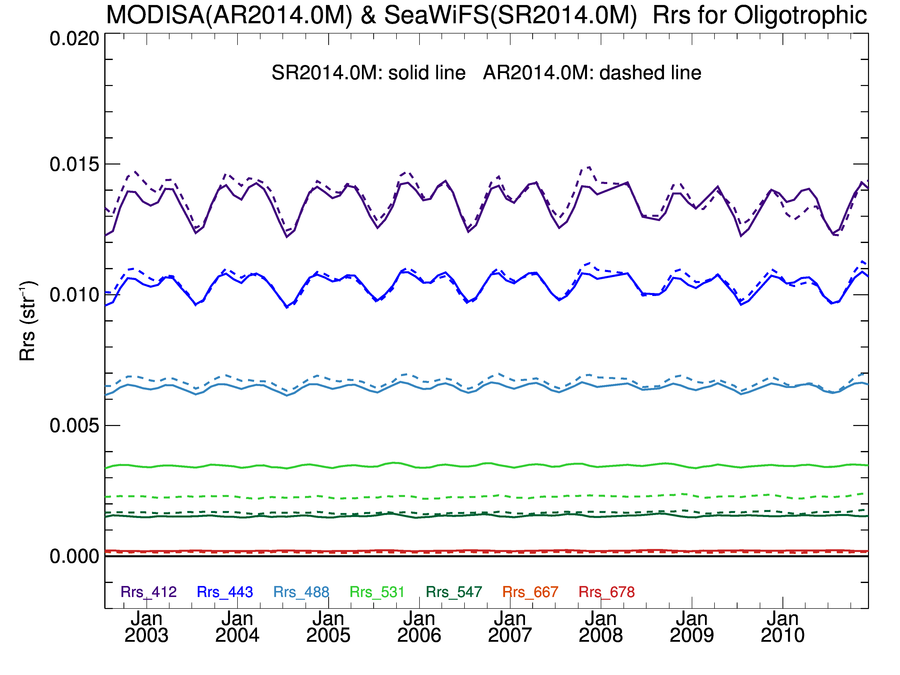 MODISA(AR2014.0M) & SeaWiFS(SR2014.0M)  Rrs for Oligotrophic
0.020
SR2014.0M: solid line   AR2014.0M: dashed line
0.015
0.010
Rrs (str⁻¹)
0.005
0.000
Rrs_412 Rrs_443 Rrs_488 Rrs_531 Rrs_547 Rrs_667 Rrs_678
Jan Jan Jan Jan Jan Jan Jan Jan
2003 2004 2005 2006 2007 2008 2009 2010